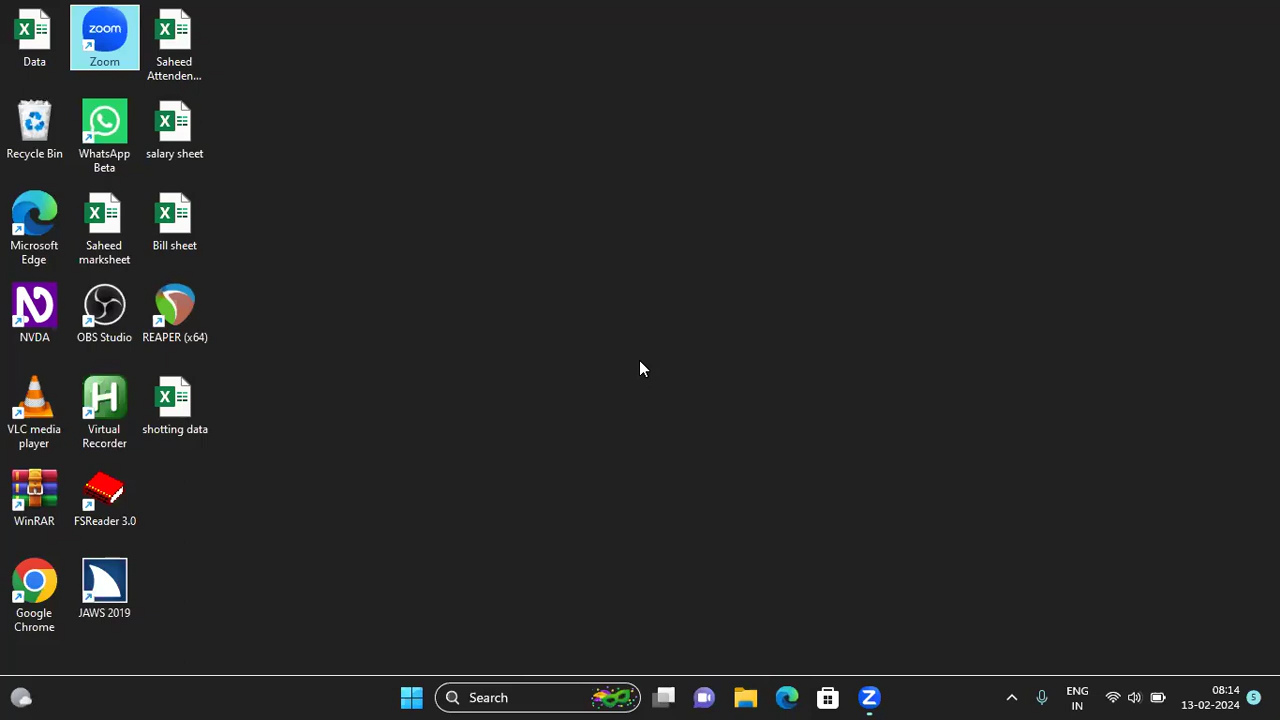 Data
zoom
Zoom
Saheed
Attenden...
Recycle Bin
WhatsApp
Beta
salary sheet
Microsoft
Edge
Saheed
marksheet
Bill sheet
NVDA
OBS Studio
REAPER (x64)
VLC media
player
H
Virtual
Recorder
shotting data
WinRAR
FSReader 3.0
Google
Chrome
JAWS 2019
Search
ENG
IN
08:14
13-02-2024
5